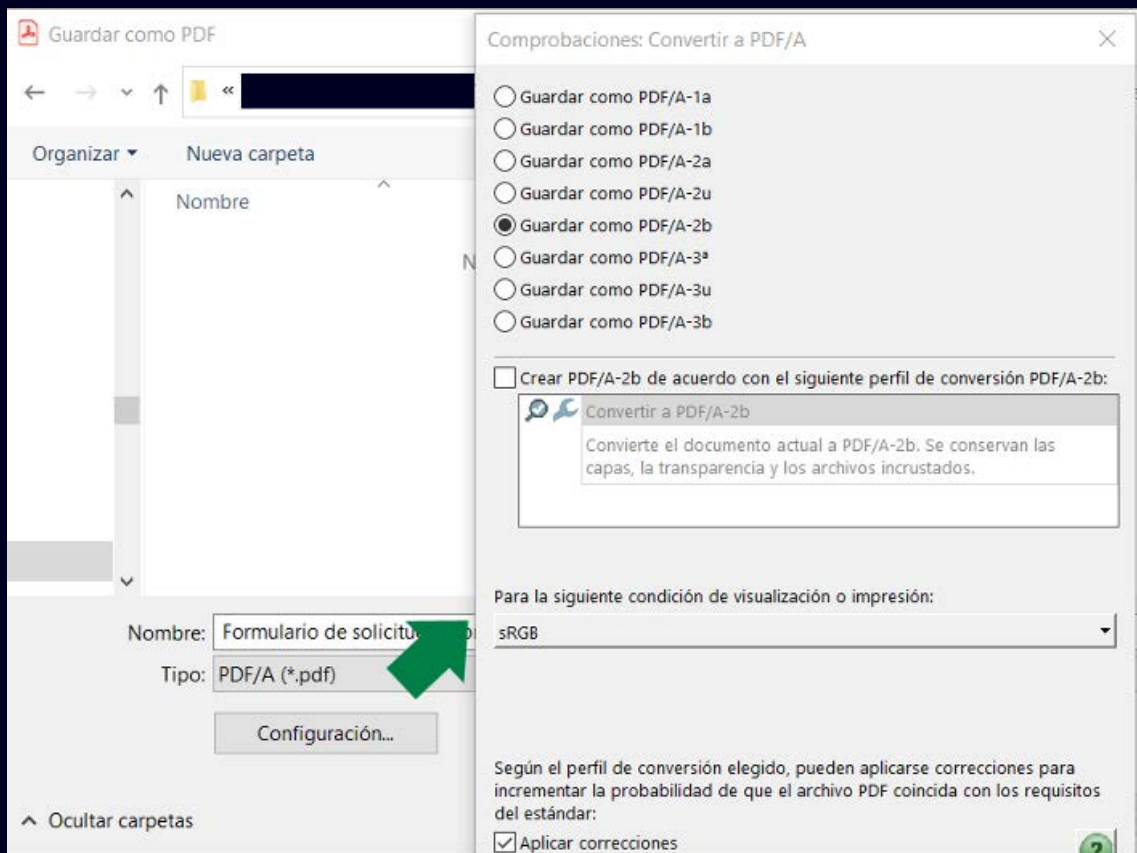 Guardar como PDF
«
Organizar
Nueva carpeta
Nombre
N
Nombre:
Formulario de solicitu
Tipo:
PDF/A (*.pdf)
Configuración...
Ocultar carpetas
Comprobaciones: Convertir a PDF/A
Guardar como PDF/A-1a
Guardar como PDF/A-1b
Guardar como PDF/A-2a
Guardar como PDF/A-2u
Guardar como PDF/A-2b
Guardar como PDF/A-3ª
Guardar como PDF/A-3u
Guardar como PDF/A-3b
Crear PDF/A-2b de acuerdo con el siguiente perfil de conversión PDF/A-2b:
Convertir a PDF/A-2b
Convierte el documento actual a PDF/A-2b. Se conservan las
capas, la transparencia y los archivos incrustados.
Para la siguiente condición de visualización o impresión:
sRGB
Según el perfil de conversión elegido, pueden aplicarse correcciones para
incrementar la probabilidad de que el archivo PDF coincida con los requisitos
del estándar:
Aplicar correcciones
?